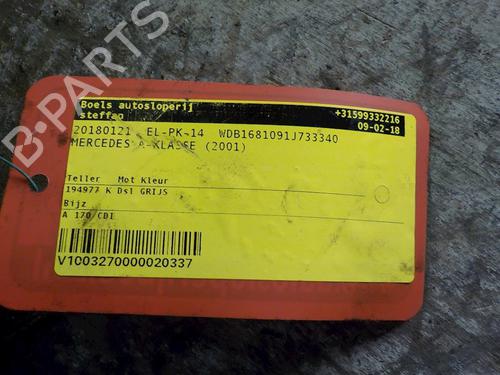 B-PARTS
Boels autosloperij
steffan
+31599332216
09-02-18
20180121 EL-PK-14 WDB1681091J733340
MERCEDES A-KLASSE (2001)
Teller Mot Kleur
194977 K Dsl GRIJS
Bijz
A 170 CDI
V1003270000020337